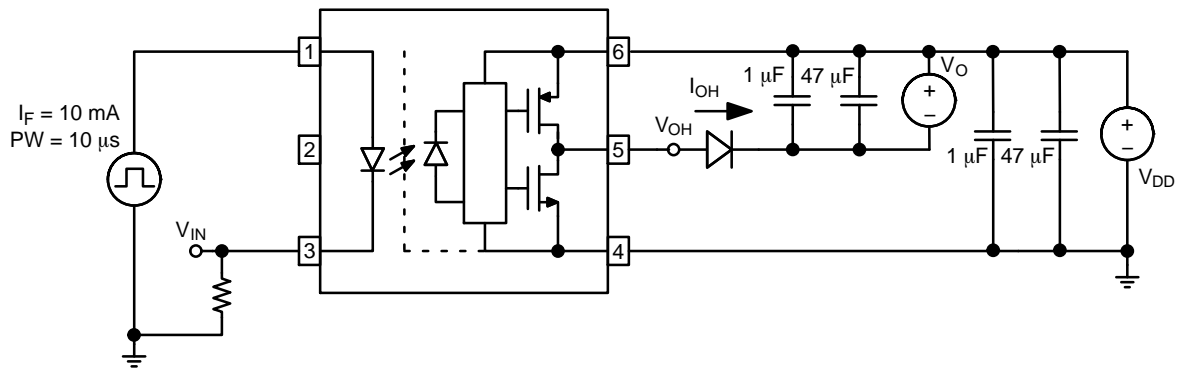 I_F = 10 mA
PW = 10 μs
V_IN
1
2
3
6
5
4
V_OH
I_OH
1 μF
47 μF
V_O
+
−
1 μF
47 μF
+
−
V_DD